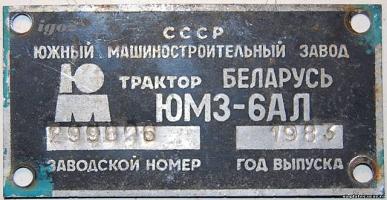 СССР
ЮЖНЫЙ МАШИНОСТРОИТЕЛЬНЫЙ ЗАВОД
Ю
М
ТРАКТОР БЕЛАРУСЬ
ЮМЗ-6АЛ
ЗАВОДСКОЙ НОМЕР
ГОД ВЫПУСКА